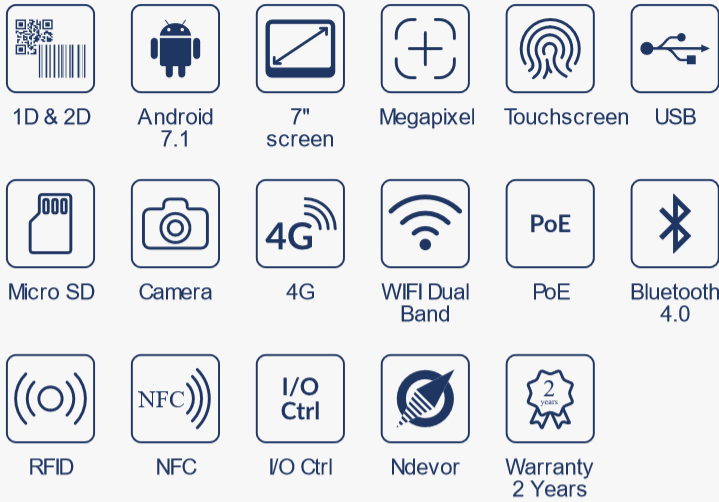 1D & 2D
Android
7.1
7"
screen
Megapixel
Touchscreen
USB
Micro SD
Camera
4G
4G
WIFI Dual
Band
PoE
PoE
Bluetooth
4.0
RFID
NFC
NFC
I/O
Ctrl
I/O Ctrl
Ndevor
2
years
Warranty
2 Years